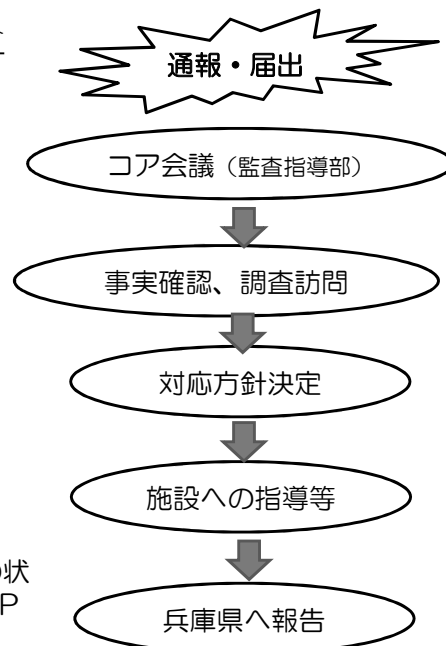 通報・届出
コア会議（監査指導部）
事実確認、調査訪問
対応方針決定
施設への指導等
の状
P
兵庫県へ報告